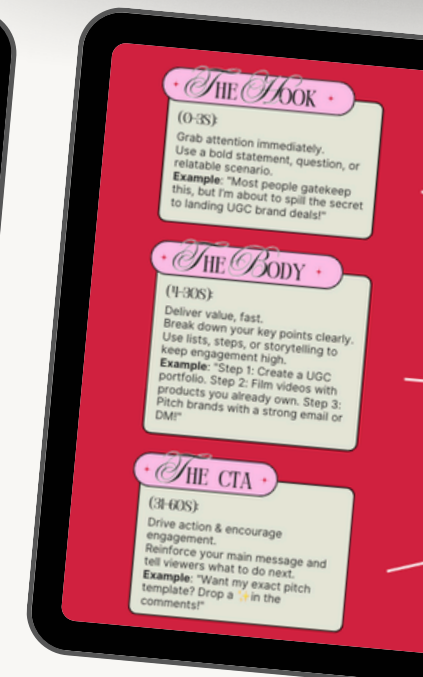 The Hook
(0-3s):
Grab attention immediately.
Use a bold statement, question, or
relatable scenario.
Example: "Most people gatekeep
this, but I'm about to spill the secret
to landing UGC brand deals!"
The Body
(4-30s):
Deliver value, fast.
Break down your key points clearly.
Use lists, steps, or storytelling to
keep engagement high.
Example: "Step 1: Create a UGC
portfolio. Step 2: Film videos with
products you already own. Step 3:
Pitch brands with a strong email or
DM!"
The CTA
(31-60s):
Drive action & encourage
engagement.
Reinforce your main message and
tell viewers what to do next.
Example: "Want my exact pitch
template? Drop a ✨in the
comments!"